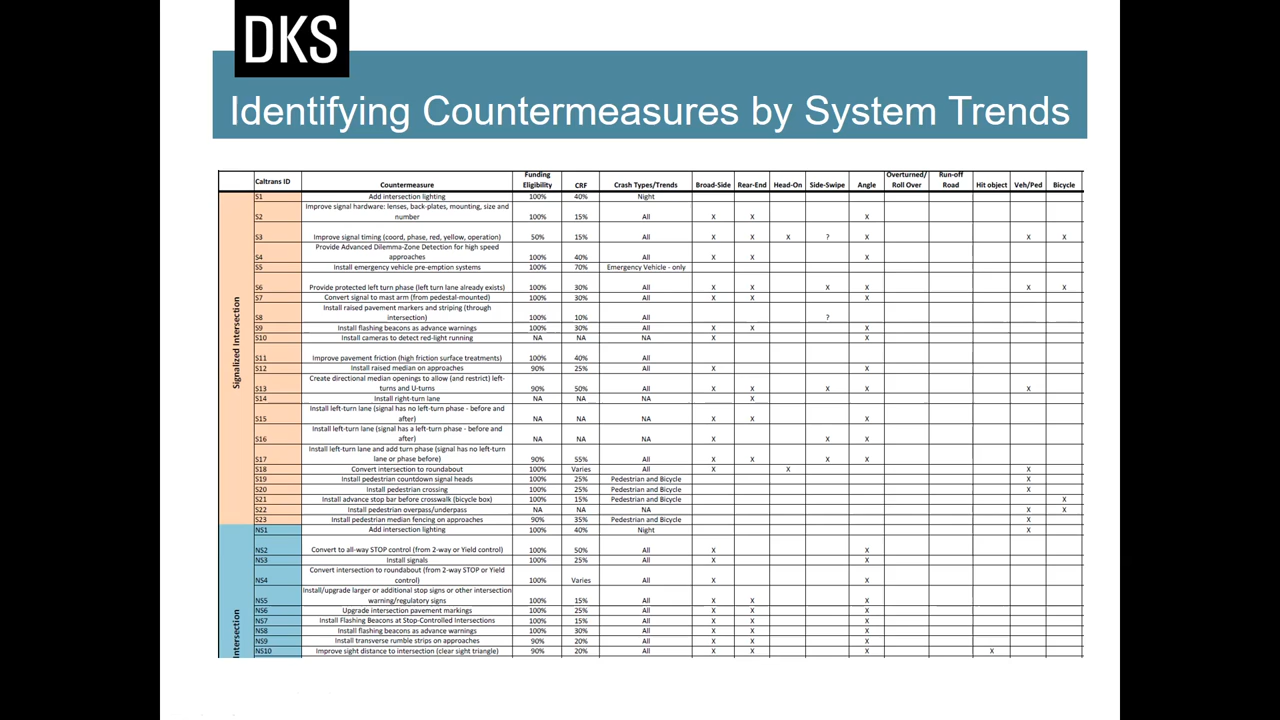 DKS
Identifying Countermeasures by System Trends
Caltrans ID Countermeasure Funding Eligibility CRF Crash Types/Trends Broad-Side Rear-End Head-On Side-Swipe Angle Overturned/ Roll Over Run-off Road Hit object Veh/Ped Bicycle
Signalized Intersection
S1 Add intersection lighting 100% 40% Night
S2 Improve signal hardware: lenses, back-plates, mounting, size and number 100% 15% All X X X
S3 Improve signal timing (coord, phase, red, yellow, operation) 50% 15% All X X X ? X X X
S4 Provide Advanced Dilemma-Zone Detection for high speed approaches 100% 40% All X X X
S5 Install emergency vehicle pre-emption systems 100% 70% Emergency Vehicle - only
S6 Provide protected left turn phase (left turn lane already exists) 100% 30% All X X X X X X
S7 Convert signal to mast arm (from pedestal-mounted) 100% 30% All X X X
S8 Install raised pavement markers and striping (through intersection) 100% 10% All ?
S9 Install flashing beacons as advance warnings 100% 30% All X X X
S10 Install cameras to detect red-light running NA NA NA X X
S11 Improve pavement friction (high friction surface treatments) 100% 40% All
S12 Install raised median on approaches 90% 25% All X X
S13 Create directional median openings to allow (and restrict) left-turns and U-turns 90% 50% All X X X X X
S14 Install right-turn lane NA NA NA X
S15 Install left-turn lane (signal has no left-turn phase - before and after) NA NA NA X X X
S16 Install left-turn lane (signal has a left-turn phase - before and after) NA NA NA X X X
S17 Install left-turn lane and add turn phase (signal has no left-turn lane or phase before) 90% 55% All X X X X
S18 Convert intersection to roundabout 100% Varies All X X X
S19 Install pedestrian countdown signal heads 100% 25% Pedestrian and Bicycle X
S20 Install pedestrian crossing 100% 25% Pedestrian and Bicycle X
S21 Install advance stop bar before crosswalk (bicycle box) 100% 15% Pedestrian and Bicycle X
S22 Install pedestrian overpass/underpass NA NA NA X X
S23 Install pedestrian median fencing on approaches 90% 35% Pedestrian and Bicycle X
Intersection
NS1 Add intersection lighting 100% 40% Night X
NS2 Convert to all-way STOP control (from 2-way or Yield control) 100% 50% All X X
NS3 Install signals 100% 25% All X X
NS4 Convert intersection to roundabout (from 2-way STOP or Yield control) 100% Varies All X X
NS5 Install/upgrade larger or additional stop signs or other intersection warning/regulatory signs 100% 15% All X X X
NS6 Upgrade intersection pavement markings 100% 25% All X X X
NS7 Install Flashing Beacons at Stop-Controlled Intersections 100% 15% All X X X
NS8 Install flashing beacons as advance warnings 100% 30% All X X X
NS9 Install transverse rumble strips on approaches 90% 20% All X X X
NS10 Improve sight distance to intersection (clear sight triangle) 90% 20% All X X X X